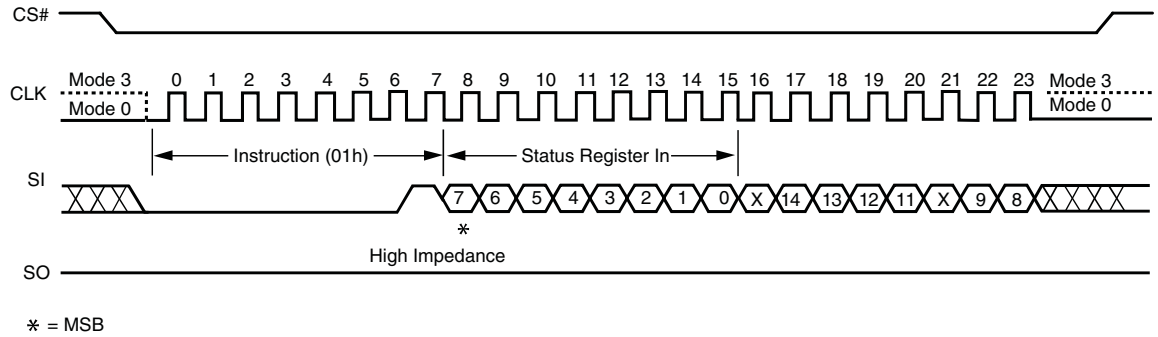 CS#
Mode 3 0 1 2 3 4 5 6 7 8 9 10 11 12 13 14 15 16 17 18 19 20 21 22 23 Mode 3
CLK
Mode 0 Mode 0
Instruction (01h) Status Register In
SI
7 6 5 4 3 2 1 0 X 14 13 12 11 X 9 8
*
High Impedance
SO
* = MSB